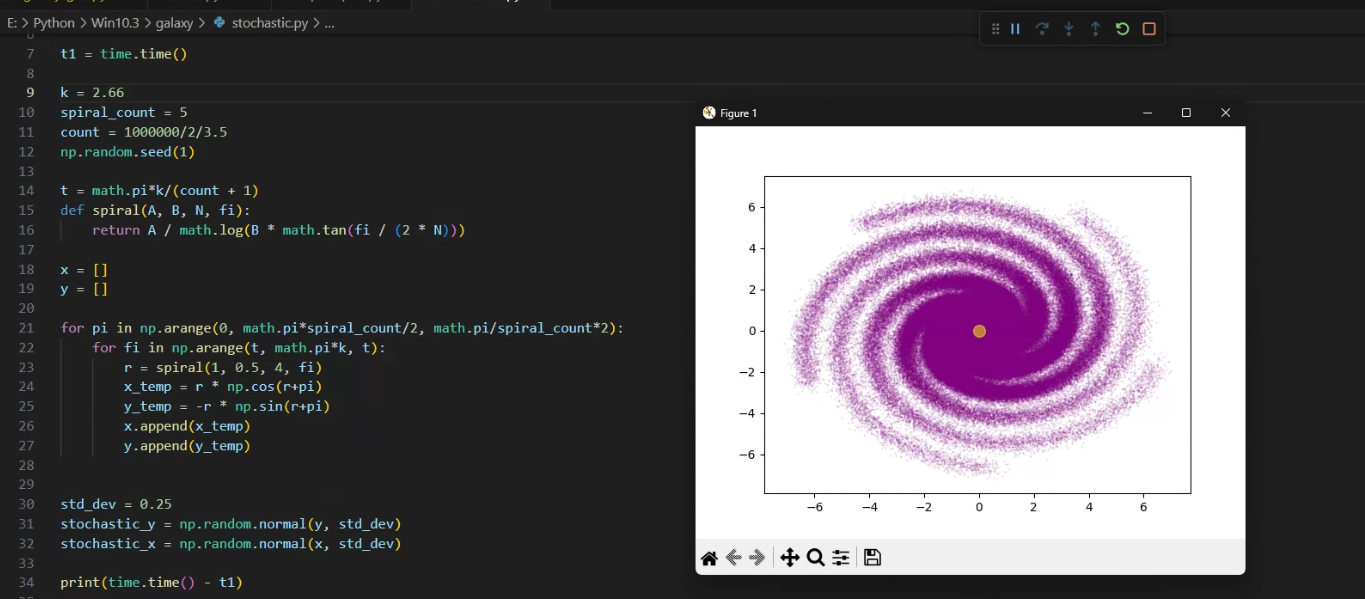 E: > Python > Win10.3 > galaxy > stochastic.py > ...
7 t1 = time.time()
8
9 k = 2.66
10 spiral_count = 5
11 count = 1000000/2/3.5
12 np.random.seed(1)
13
14 t = math.pi*k/(count + 1)
15 def spiral(A, B, N, fi):
16 return A / math.log(B * math.tan(fi / (2 * N)))
17
18 x = []
19 y = []
20
21 for pi in np.arange(0, math.pi*spiral_count/2, math.pi/spiral_count*2):
22 for fi in np.arange(t, math.pi*k, t):
23 r = spiral(1, 0.5, 4, fi)
24 x_temp = r * np.cos(r+pi)
25 y_temp = -r * np.sin(r+pi)
26 x.append(x_temp)
27 y.append(y_temp)
28
29
30 std_dev = 0.25
31 stochastic_y = np.random.normal(y, std_dev)
32 stochastic_x = np.random.normal(x, std_dev)
33
34 print(time.time() - t1)
Figure 1
6
4
2
0
−2
−4
−6
−6 −4 −2 0 2 4 6